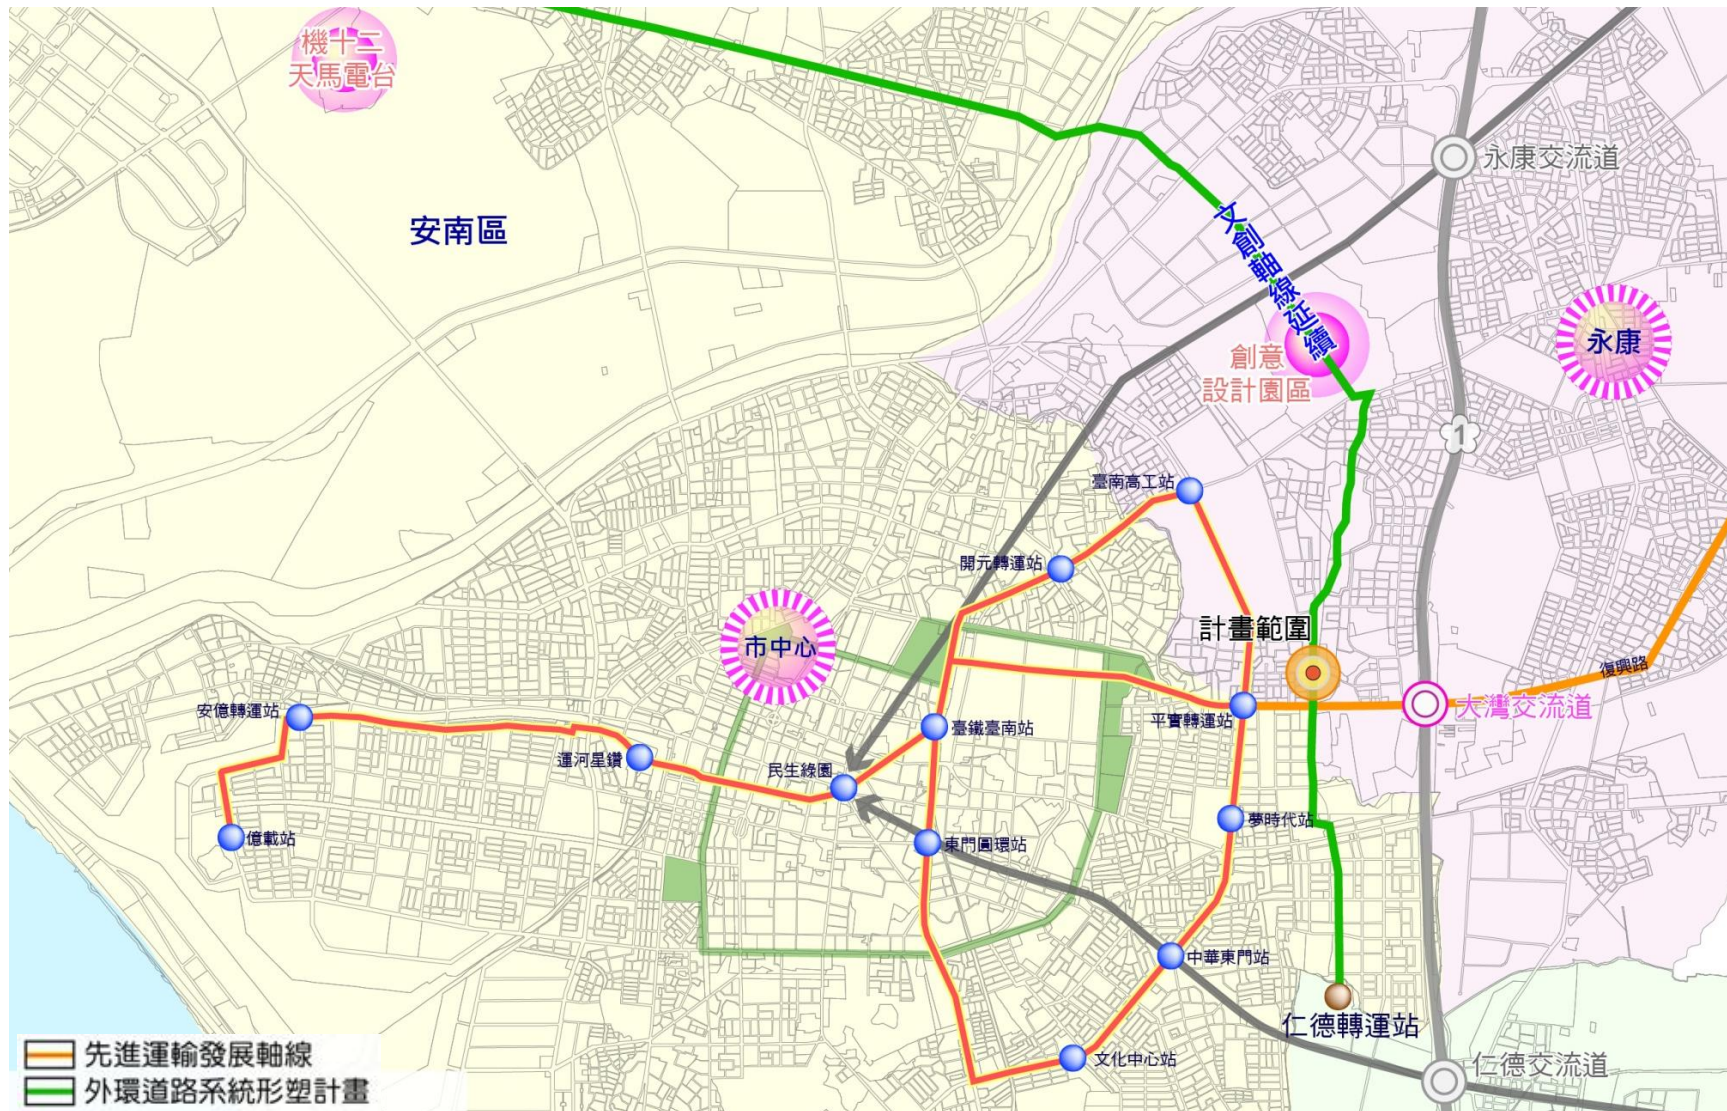 機十二
天馬電台
永康交流道
安南區
文創軸線延續
永康
創意
設計園區
1
臺南高工站
開元轉運站
計畫範圍
市中心
復興路
安億轉運站
平實轉運站
大灣交流道
臺鐵臺南站
運河星鑽
民生綠園
億載站
夢時代站
東門圓環站
中華東門站
仁德轉運站
文化中心站
仁德交流道
先進運輸發展軸線
外環道路系統形塑計畫